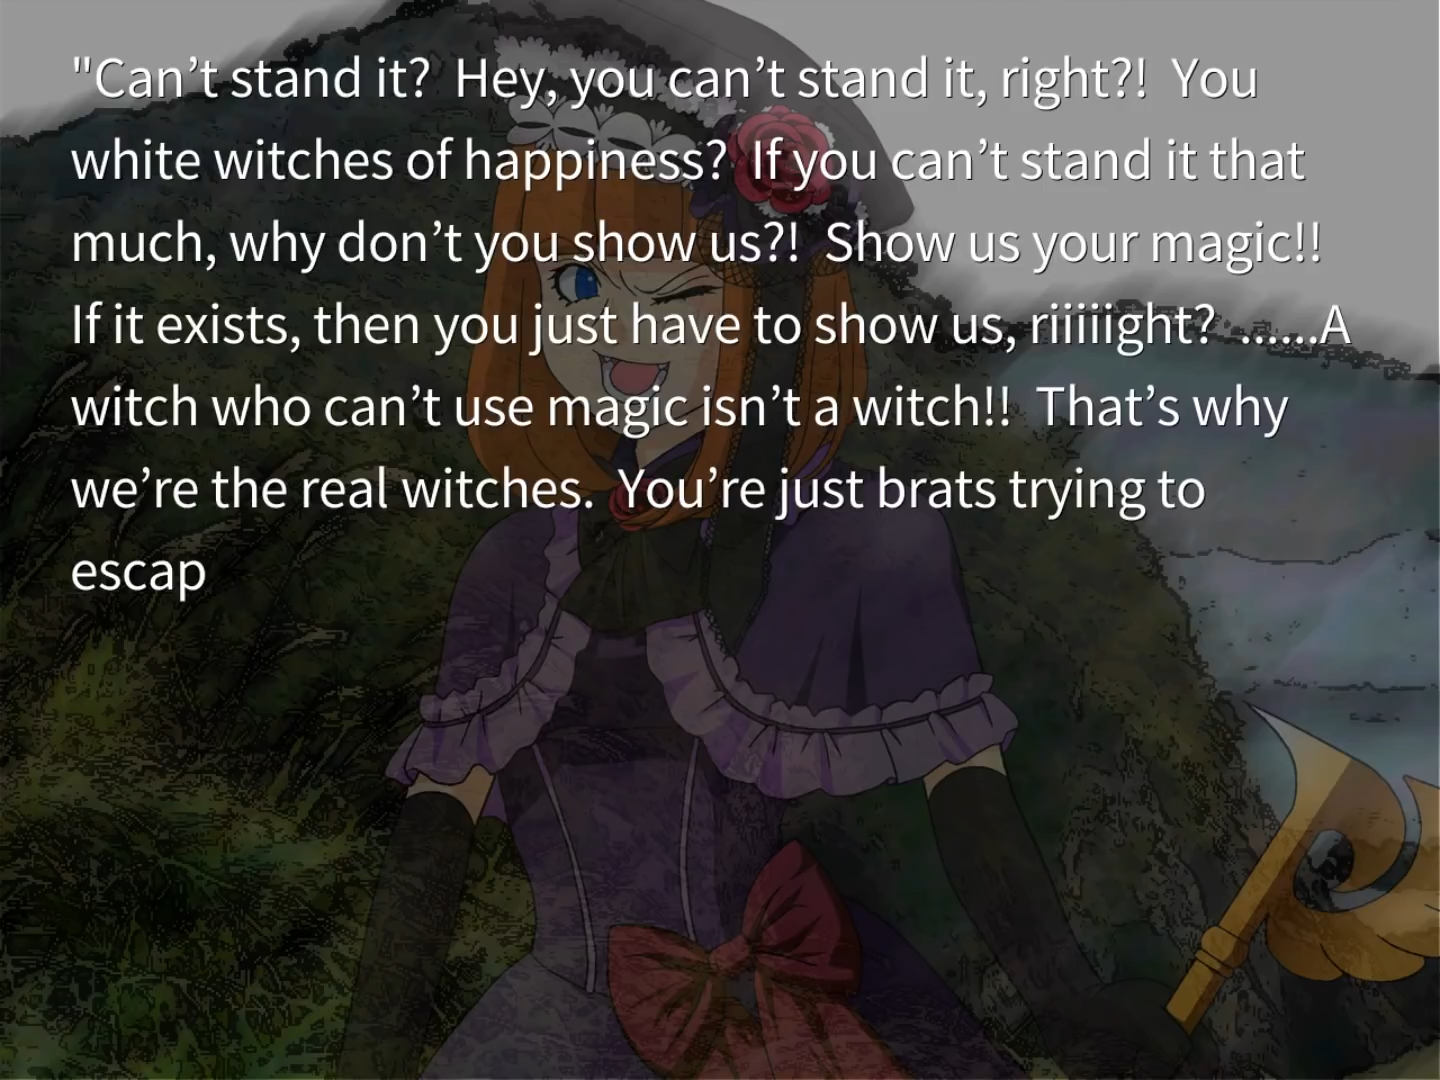 "Can’t stand it?  Hey, you can’t stand it, right?!  You
white witches of happiness?  If you can’t stand it that
much, why don’t you show us?!  Show us your magic!!
If it exists, then you just have to show us, riiiiight?  ......A
witch who can’t use magic isn’t a witch!!  That’s why
we’re the real witches.  You’re just brats trying to
escap